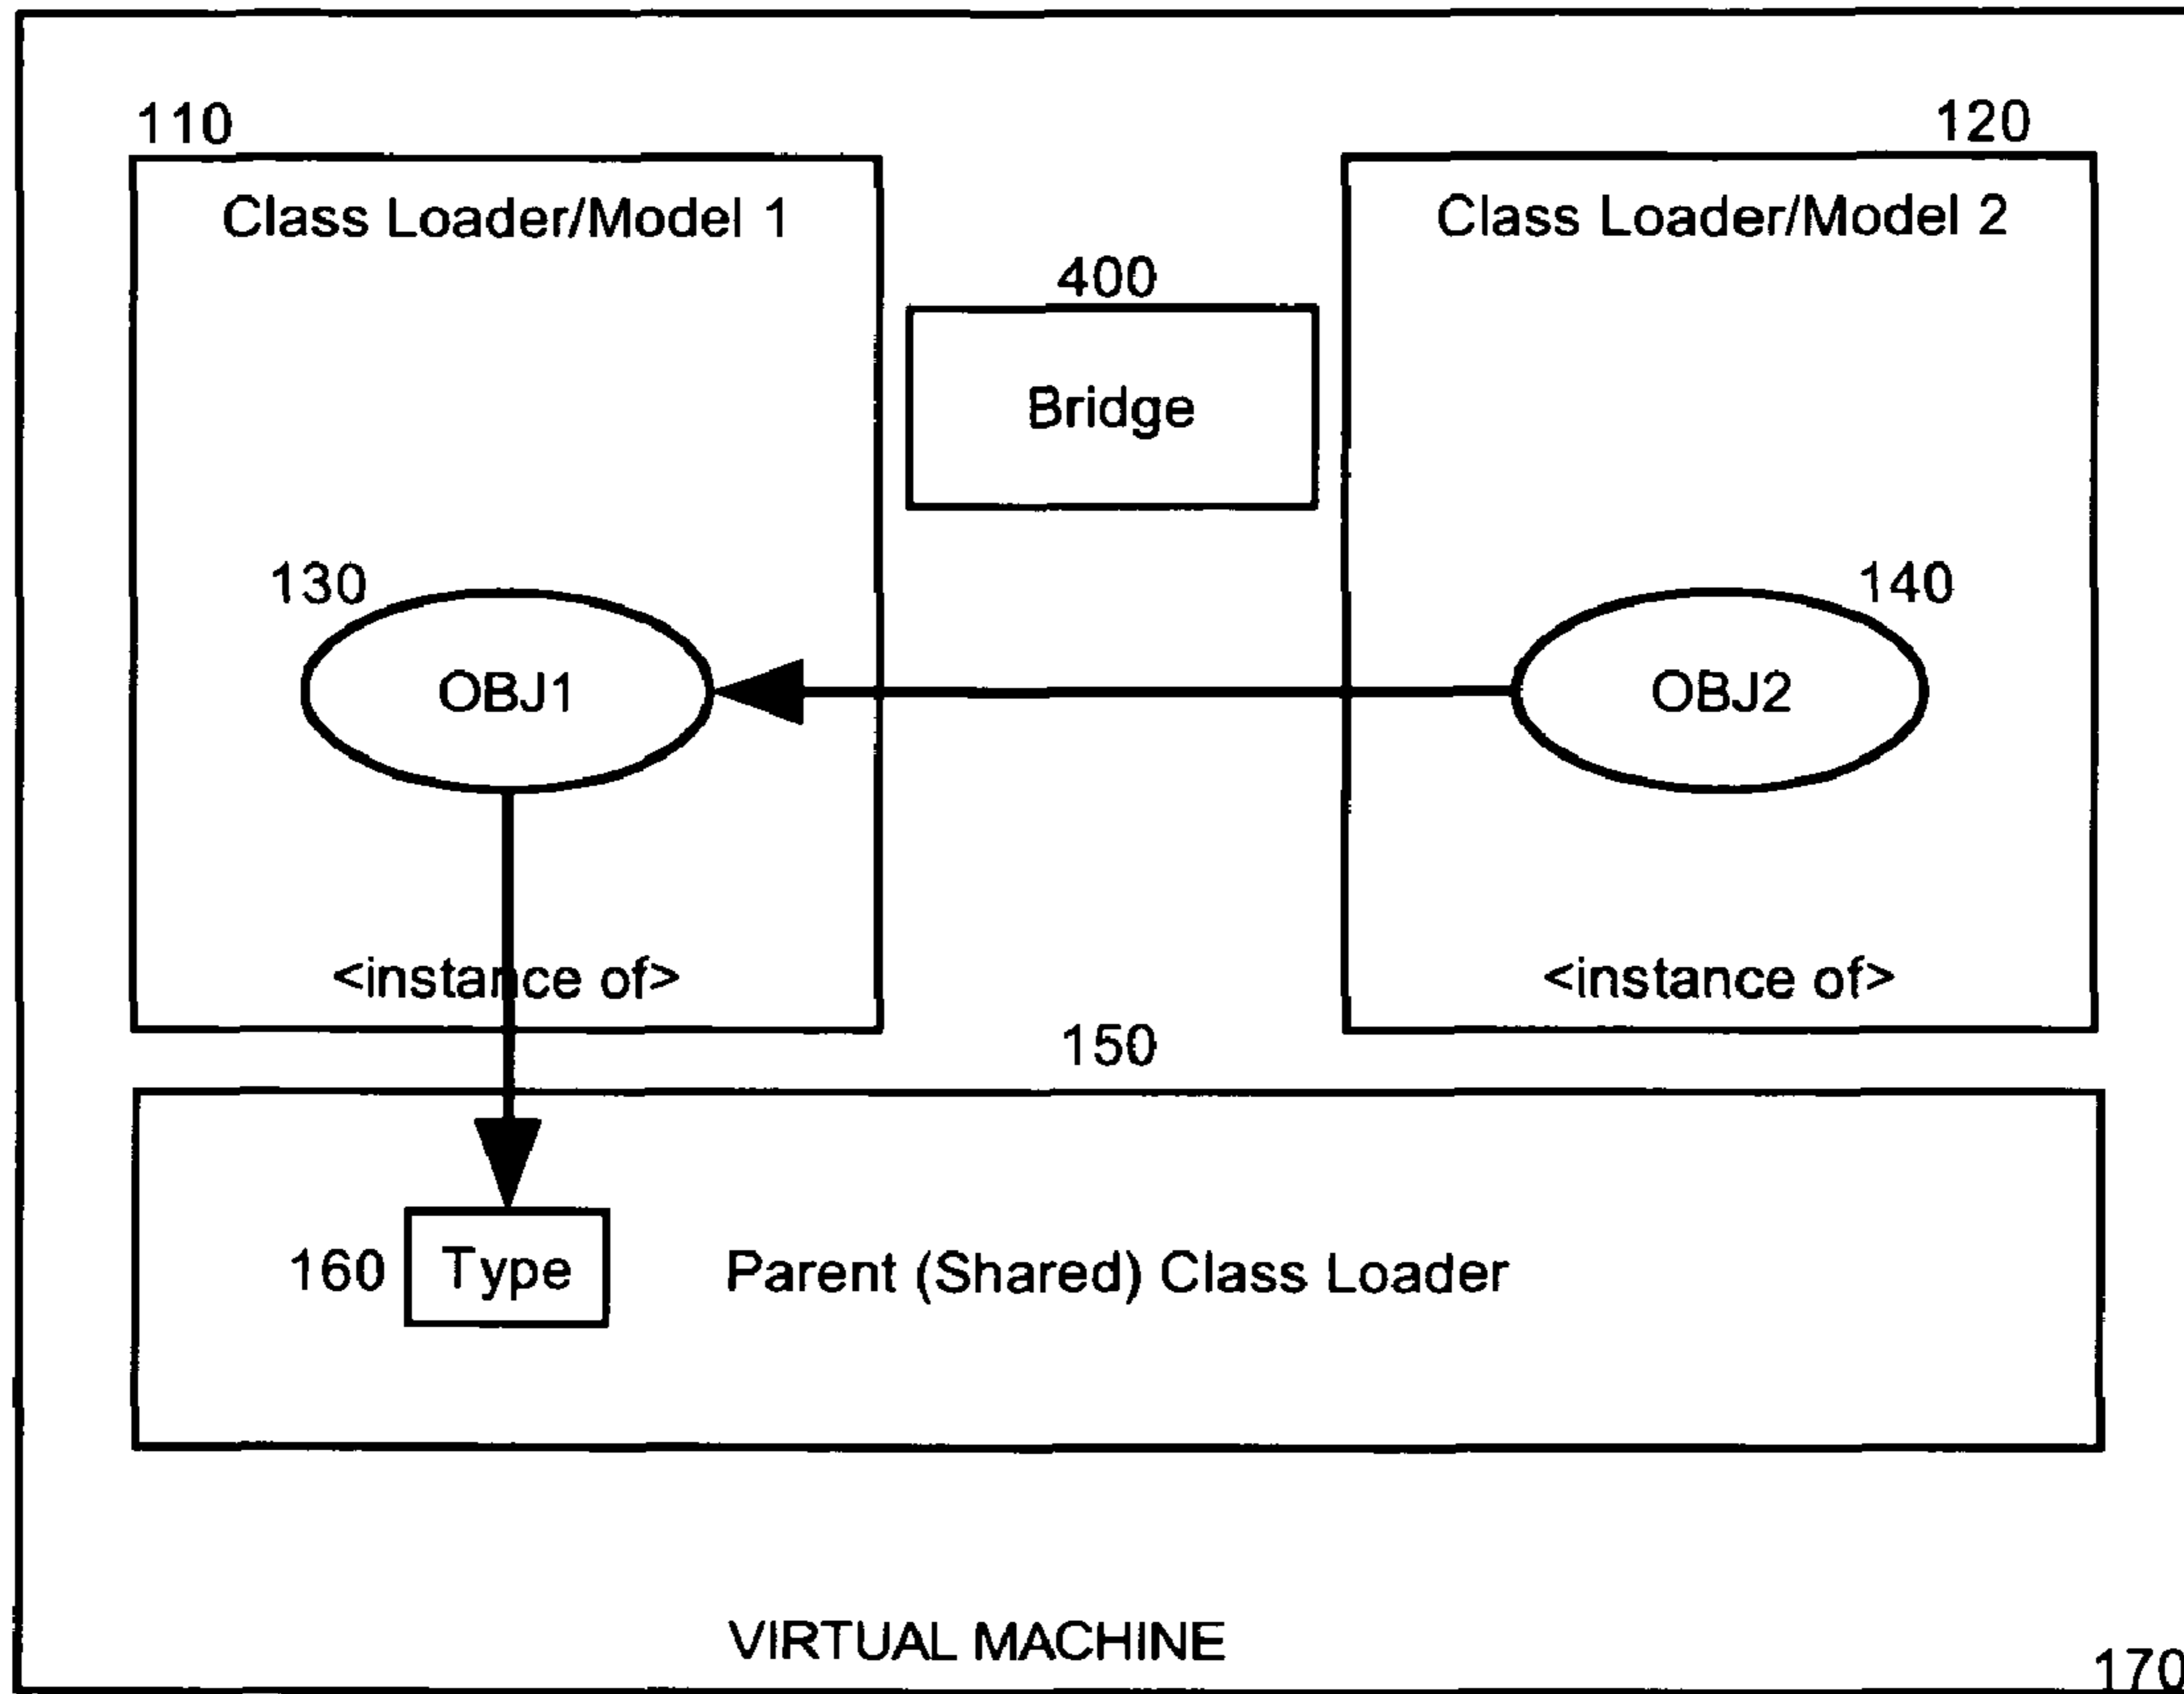 110
120
Class Loader/Model 1
Class Loader/Model 2
400
Bridge
130
140
OBJ1
OBJ2
<instance of>
<instance of>
150
160
Type
Parent (Shared) Class Loader
VIRTUAL MACHINE
170